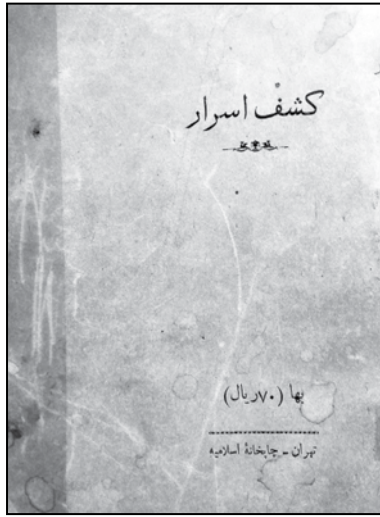 کشف اسرار
بها (۷۰ ریال)
تهران - چاپخانهٔ اسلامیه